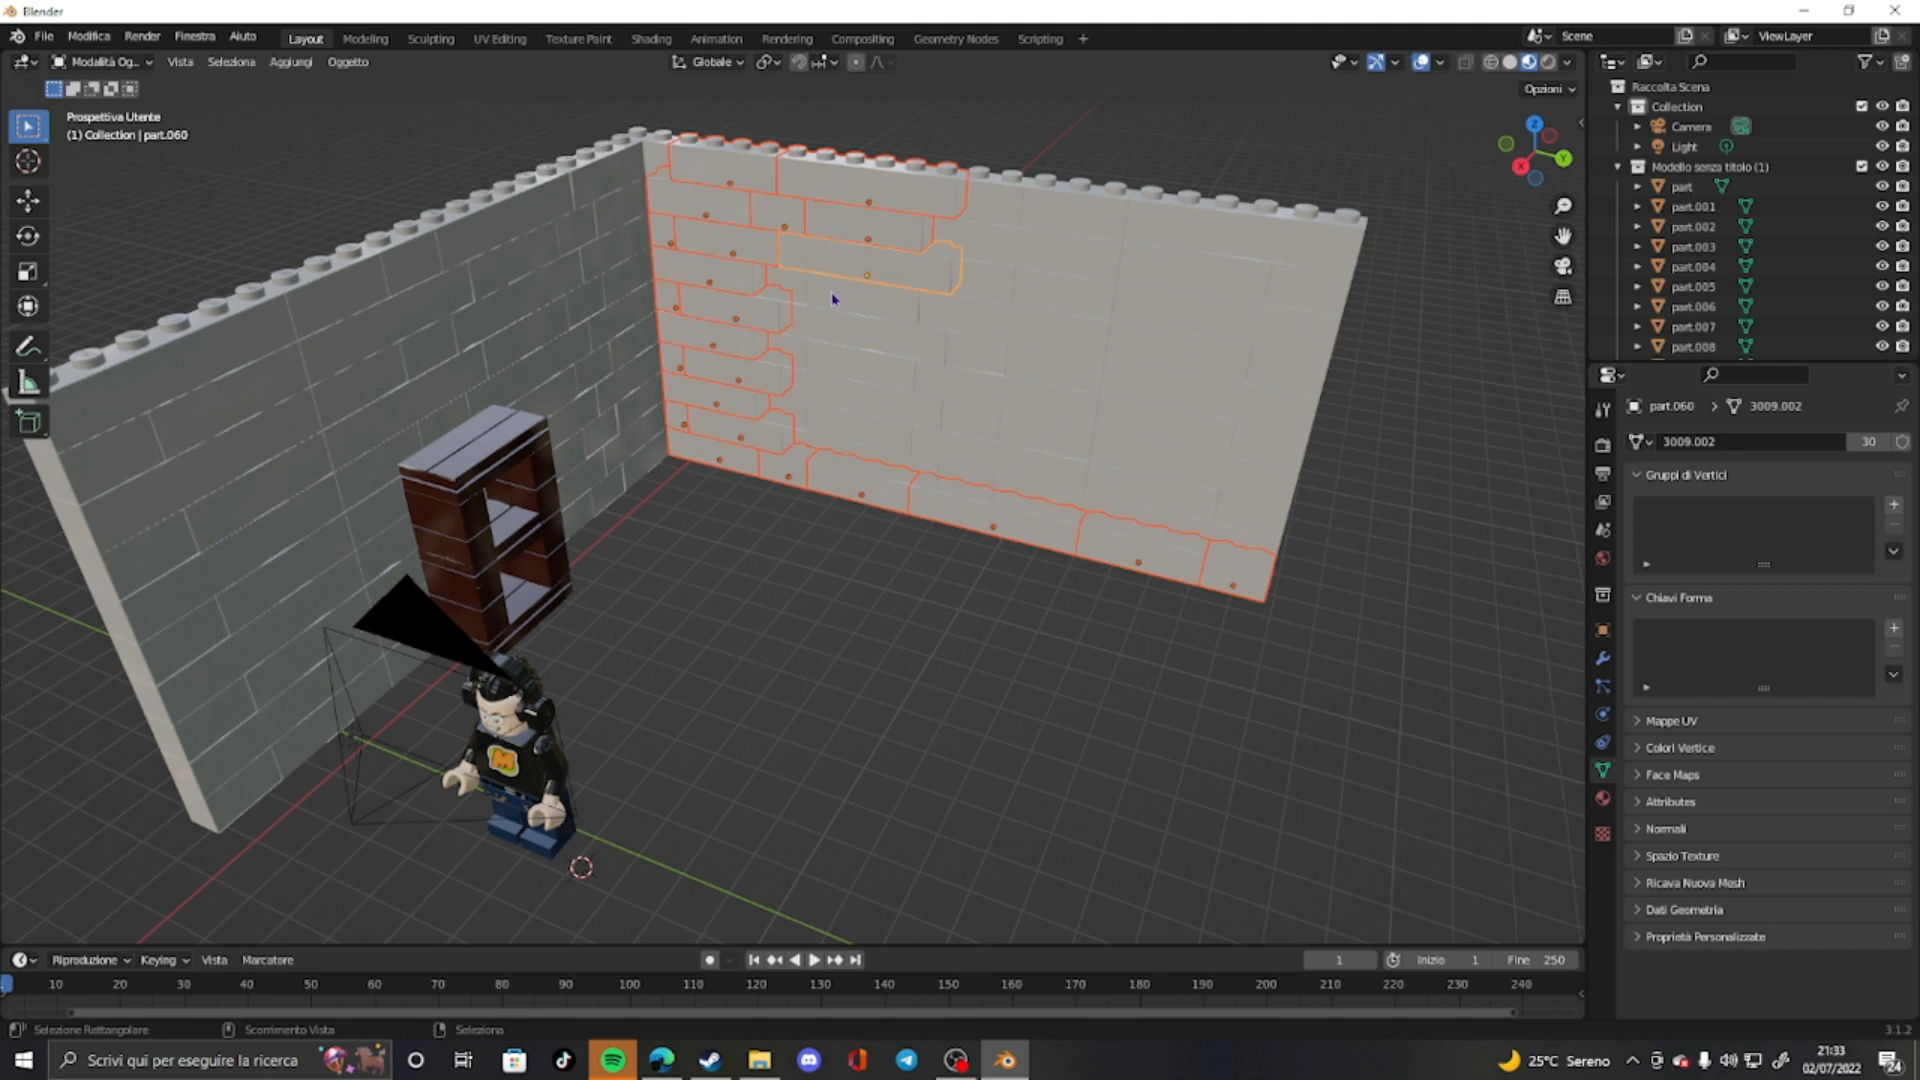 Blender
File Modifica Render Finestra Aiuto Layout Modeling Sculpting UV Editing Texture Paint Shading Animation Rendering Compositing Geometry Nodes Scripting + Scene ViewLayer
Modalità Og... Vista Seleziona Aggiungi Oggetto Globale
Opzioni
Prospettiva Utente
(1) Collection | part.060
Z
Y
X
M
Raccolta Scena
Collection
Camera
Light
Modello senza titolo (1)
part
part.001
part.002
part.003
part.004
part.005
part.006
part.007
part.008
part.060 > 3009.002
3009.002 30
Gruppi di Vertici
Chiavi Forma
Mappe UV
Colori Vertice
Face Maps
Attributes
Normali
Spazio Texture
Ricava Nuova Mesh
Dati Geometria
Proprietà Personalizzate
Riproduzione Keying Vista Marcatore 1 Inizio 1 Fine 250
10 20 30 40 50 60 70 80 90 100 110 120 130 140 150 160 170 180 190 200 210 220 230 240
Selezione Rettangolare Scorrimento Vista Seleziona 3.1.2
Scrivi qui per eseguire la ricerca 25°C Sereno 21:33
02/07/2022 24